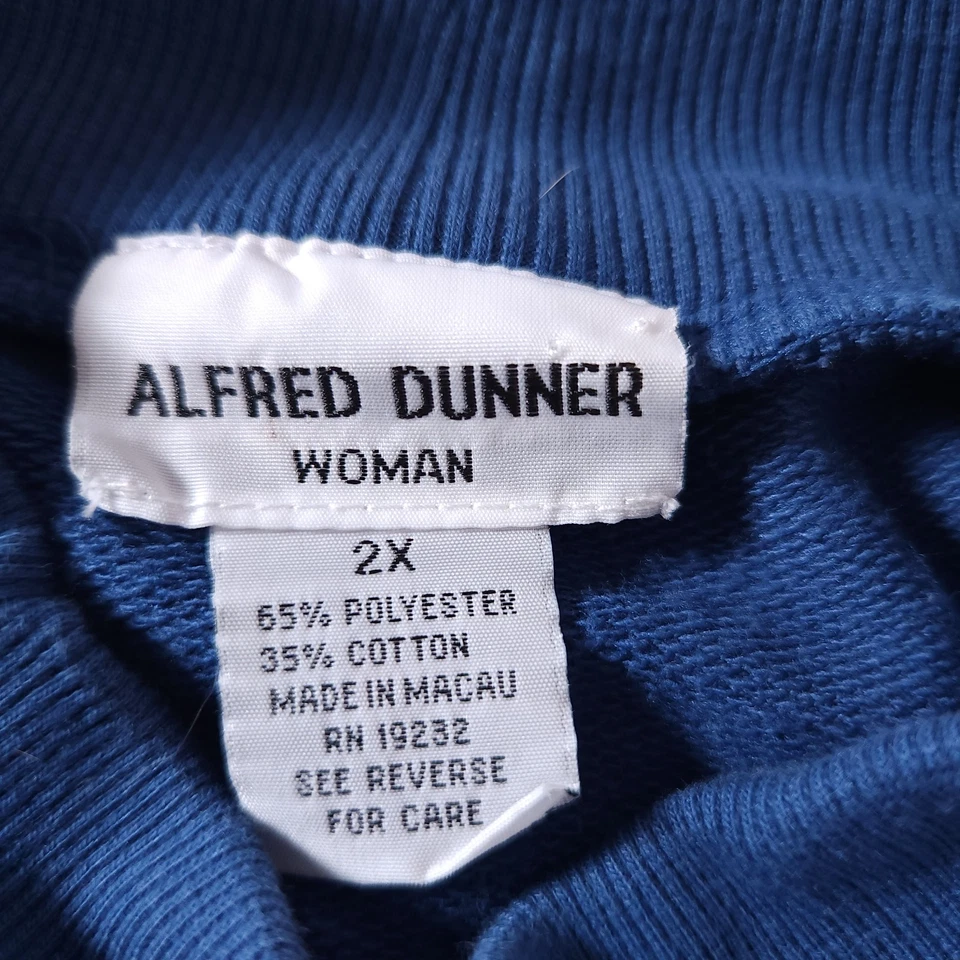 ALFRED DUNNER
WOMAN
2X
65% POLYESTER
35% COTTON
MADE IN MACAU
RN 19232
SEE REVERSE
FOR CARE